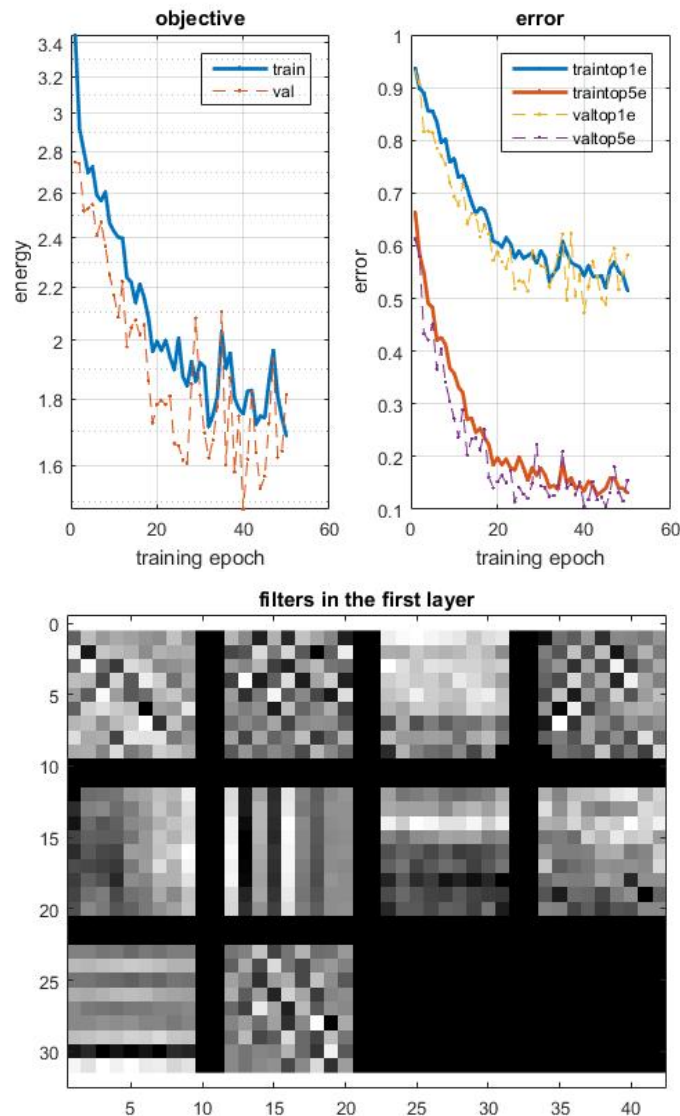 objective
3.4
3.2
3
2.8
2.6
2.4
2.2
2
1.8
1.6
energy
0 20 40 60
training epoch
train
val
error
1
0.9
0.8
0.7
0.6
0.5
0.4
0.3
0.2
0.1
error
0 20 40 60
training epoch
traintop1e
traintop5e
valtop1e
valtop5e
filters in the first layer
0
5
10
15
20
25
30
5 10 15 20 25 30 35 40